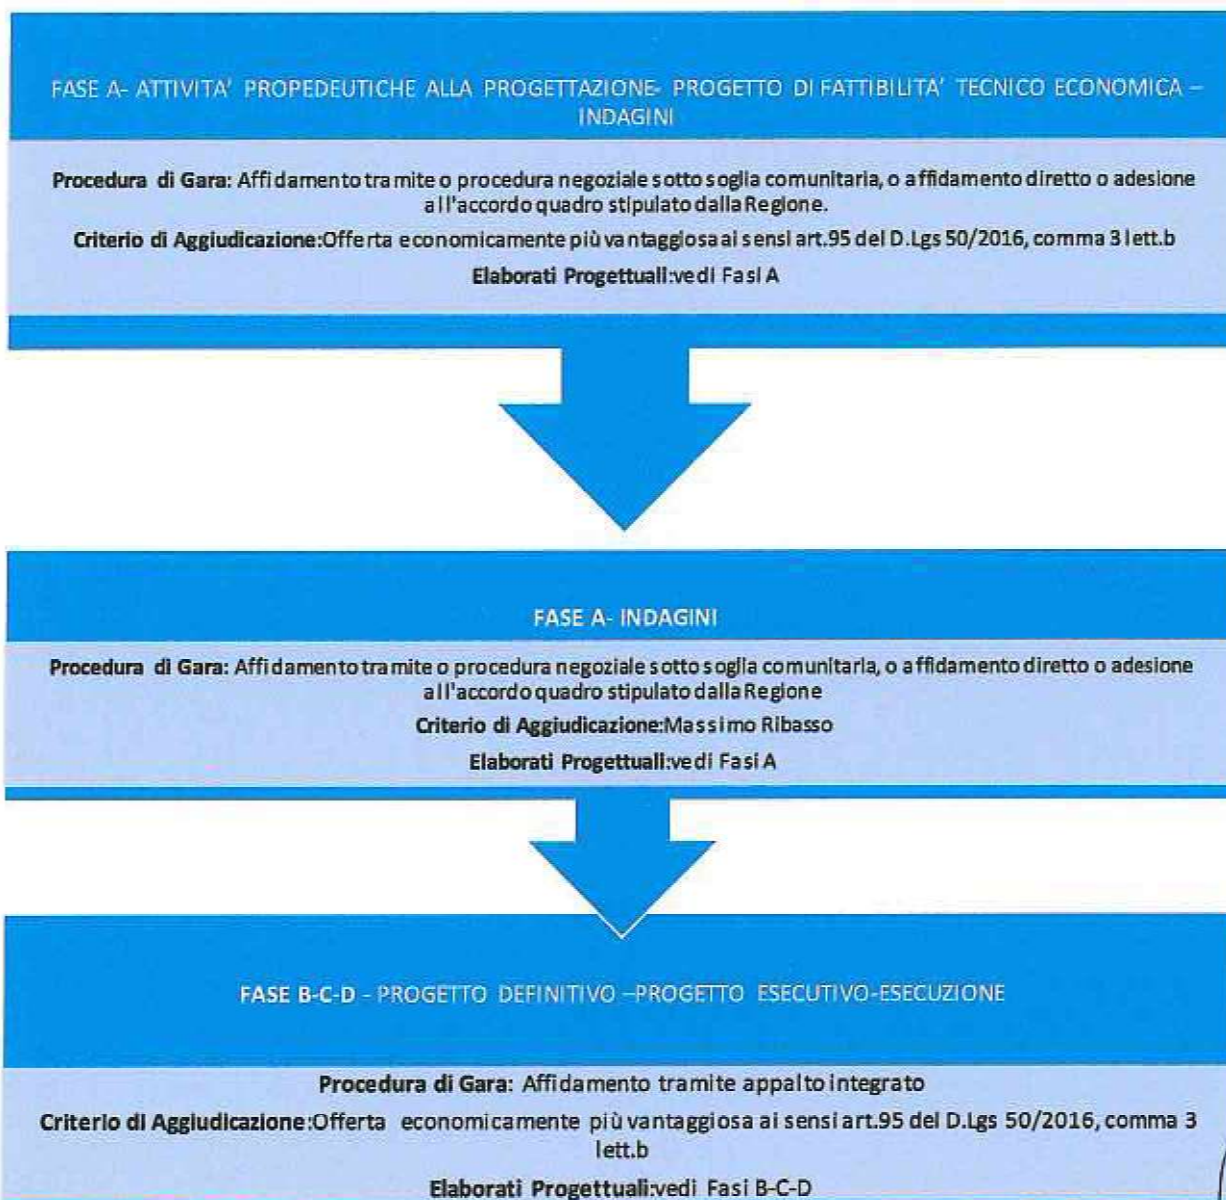 FASE A- ATTIVITA' PROPEDEUTICHE ALLA PROGETTAZIONE- PROGETTO DI FATTIBILITA' TECNICO ECONOMICA –
INDAGINI
Procedura di Gara: Affidamento tramite o procedura negoziale sotto soglia comunitaria, o affidamento diretto o adesione
all'accordo quadro stipulato dalla Regione.
Criterio di Aggiudicazione:Offerta economicamente più vantaggiosa ai sensi art.95 del D.Lgs 50/2016, comma 3 lett.b
Elaborati Progettuali:vedi Fasi A
FASE A- INDAGINI
Procedura di Gara: Affidamento tramite o procedura negoziale sotto soglia comunitaria, o affidamento diretto o adesione
all'accordo quadro stipulato dalla Regione
Criterio di Aggiudicazione:Massimo Ribasso
Elaborati Progettuali:vedi Fasi A
FASE B-C-D - PROGETTO DEFINITIVO –PROGETTO ESECUTIVO-ESECUZIONE
Procedura di Gara: Affidamento tramite appalto integrato
Criterio di Aggiudicazione:Offerta economicamente più vantaggiosa ai sensi art.95 del D.Lgs 50/2016, comma 3
lett.b
Elaborati Progettuali:vedi Fasi B-C-D